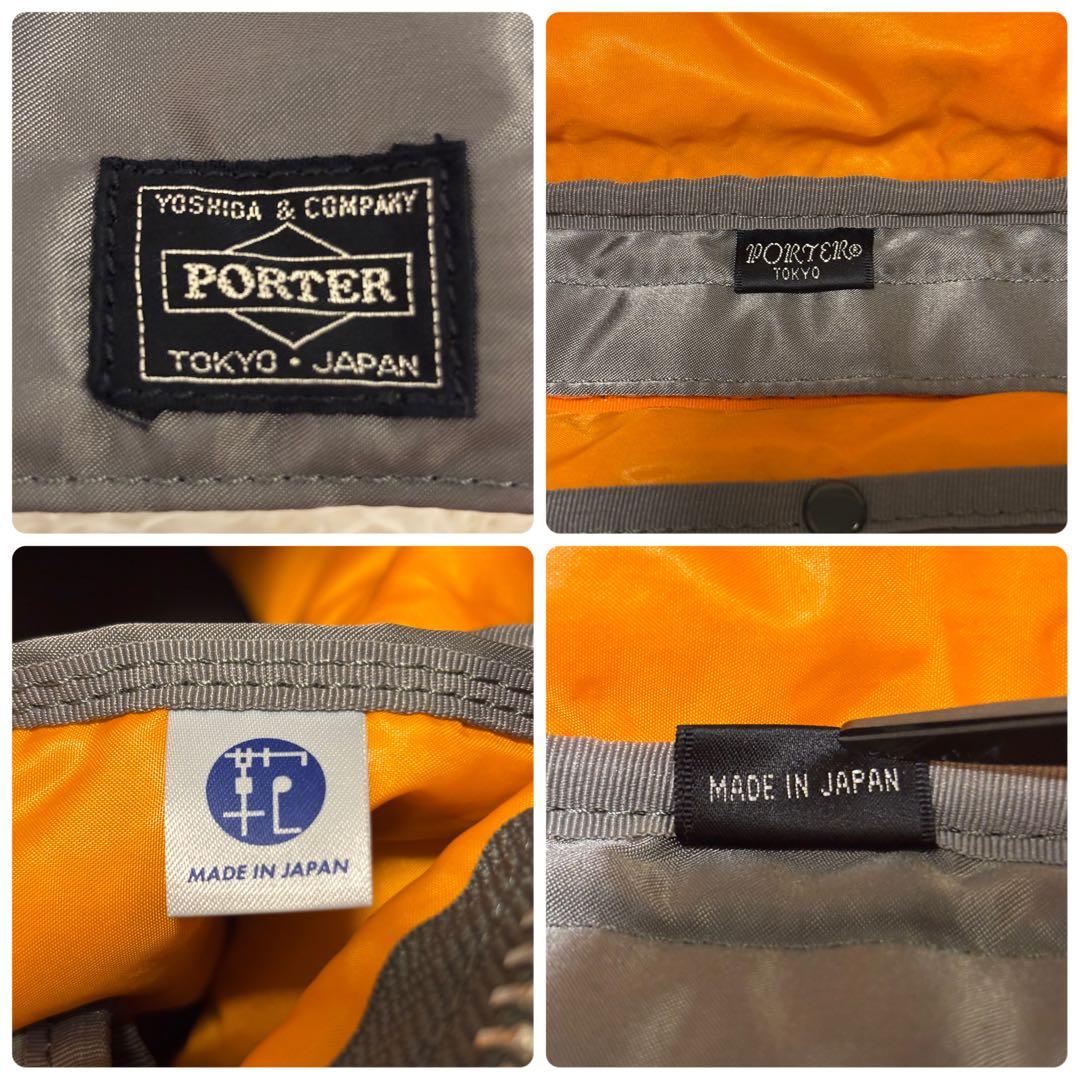 YOSHIDA & COMPANY
PORTER
TOKYO・JAPAN
PORTER®
TOKYO
MADE IN JAPAN
MADE IN JAPAN